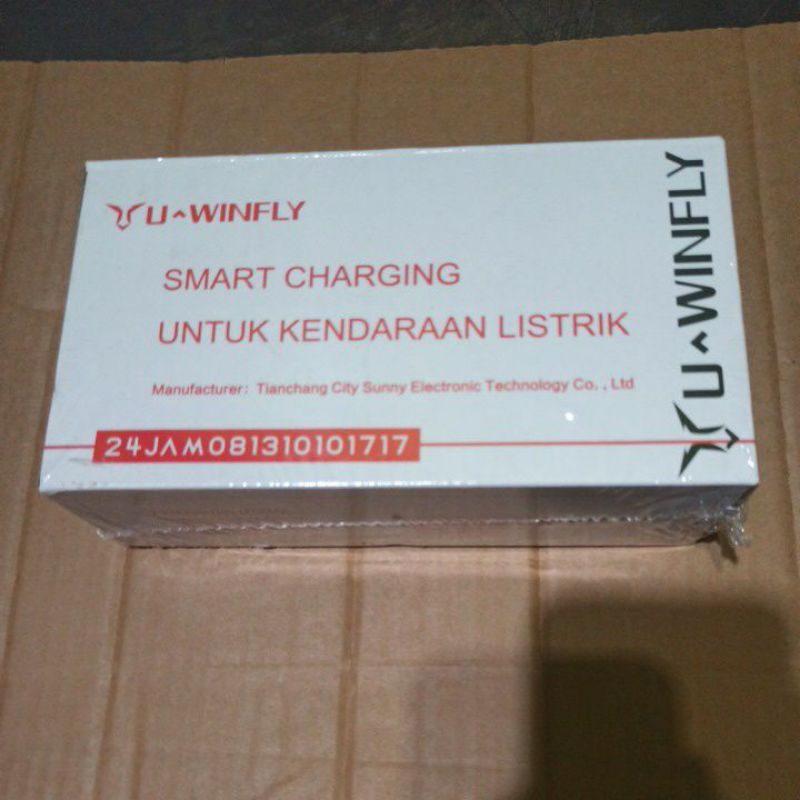 U-WINFLY
SMART CHARGING
UNTUK KENDARAAN LISTRIK
Manufacturer: Tianchang City Sunny Electronic Technology Co. , Ltd
24JAM081310101717
U-WINFLY